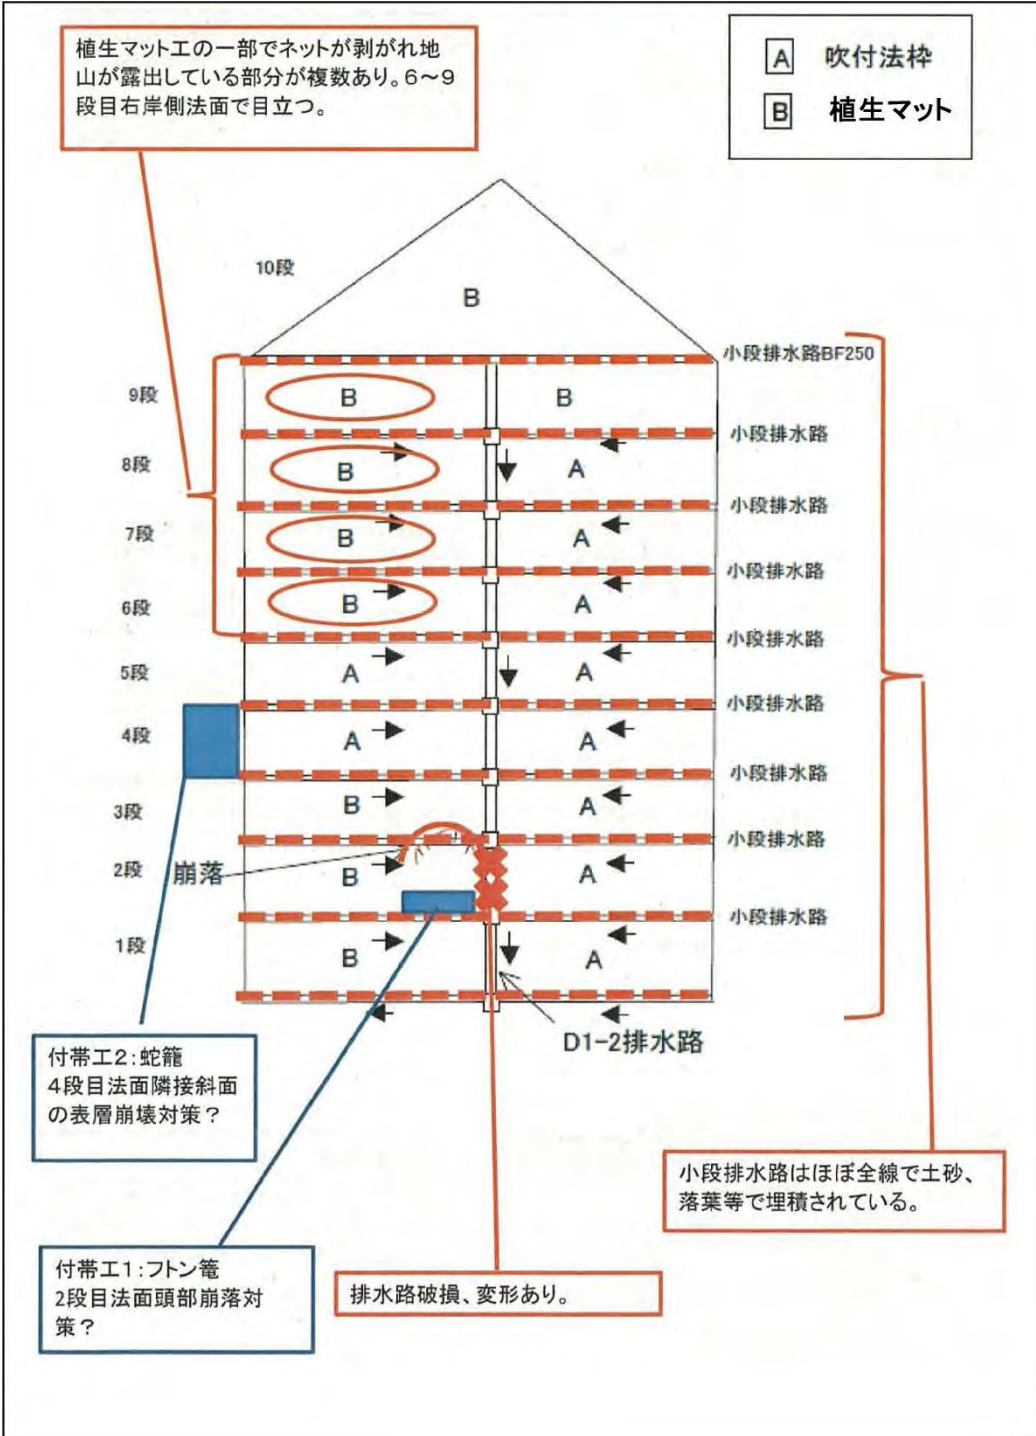 植生マット工の一部でネットが剥がれ地
山が露出している部分が複数あり。6～9
段目右岸側法面で目立つ。
A 吹付法枠
B 植生マット
10段
B
小段排水路BF250
9段
B
B
小段排水路
8段
B
A
小段排水路
7段
B
A
小段排水路
6段
B
A
小段排水路
5段
A
A
小段排水路
4段
A
A
小段排水路
3段
B
A
小段排水路
2段
崩落
B
A
小段排水路
1段
B
A
D1-2排水路
付帯工2：蛇籠
4段目法面隣接斜面
の表層崩壊対策？
小段排水路はほぼ全線で土砂、
落葉等で埋積されている。
付帯工1：フトン篭
2段目法面頭部崩落対
策？
排水路破損、変形あり。